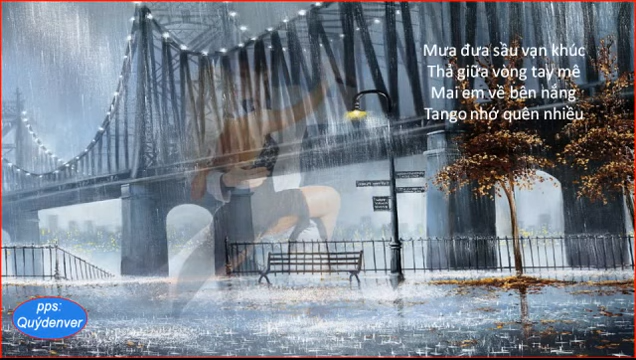 Mưa đưa sầu vạn khúc
Thả giữa vòng tay mê
Mai em về bên nắng
Tango nhớ quên nhiều
pps:
Quýdenver